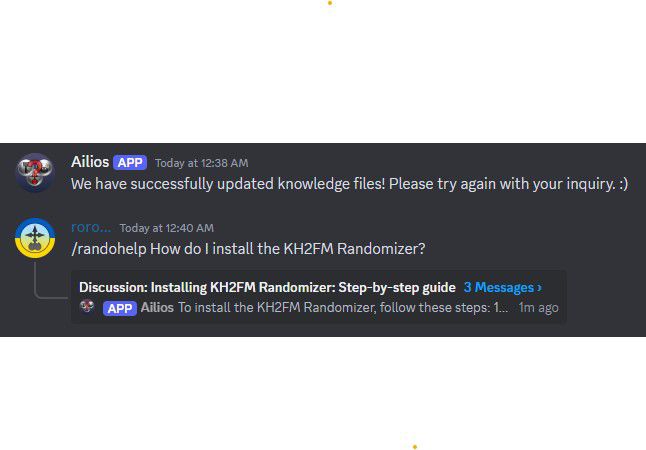 Ailios APP Today at 12:38 AM
We have successfully updated knowledge files! Please try again with your inquiry. :)
roro... Today at 12:40 AM
/randohelp How do I install the KH2FM Randomizer?
Discussion: Installing KH2FM Randomizer: Step-by-step guide 3 Messages ›
APP Ailios To install the KH2FM Randomizer, follow these steps: 1... 1m ago